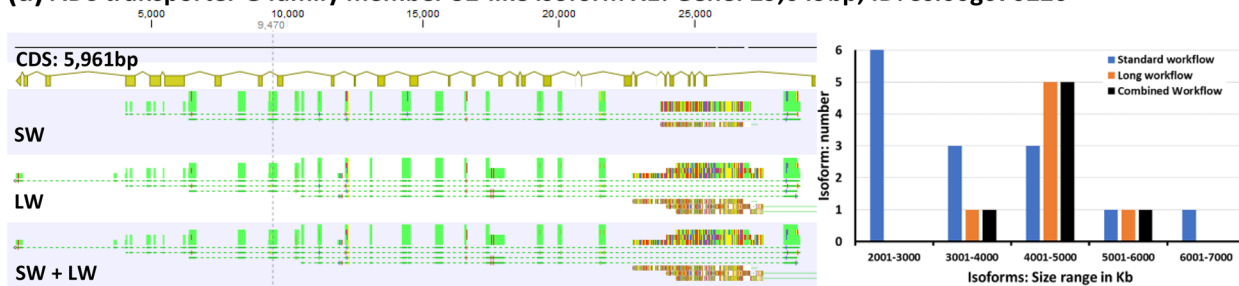 5,000 10,000 15,000 20,000 25,000
9,470
CDS: 5,961bp
SW
LW
SW + LW
Isoform: number
6
5
4
3
2
1
0
Standard workflow
Long workflow
Combined Workflow
2001-3000 3001-4000 4001-5000 5001-6000 6001-7000
Isoforms: Size range in Kb